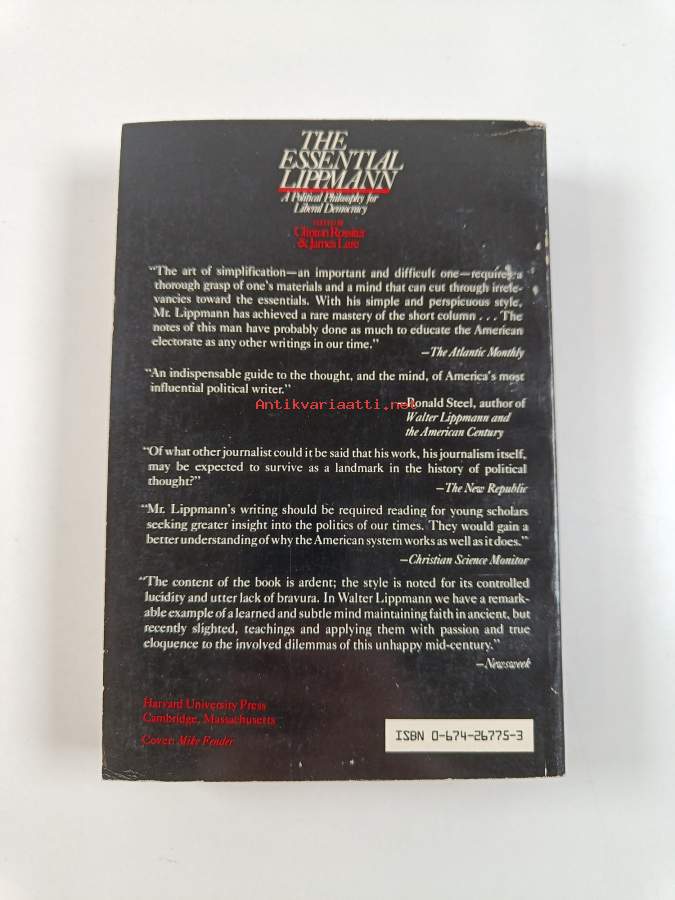 THE
ESSENTIAL
LIPPMANN
A Political Philosophy for
Liberal Democracy
EDITED BY
Clinton Rossiter
& James Lare
“The art of simplification—an important and difficult one—requires a
thorough grasp of one's materials and a mind that can cut through irrele-
vancies toward the essentials. With his simple and perspicuous style,
Mr. Lippmann has achieved a rare mastery of the short column . . . The
notes of this man have probably done as much to educate the American
electorate as any other writings in our time.”
—The Atlantic Monthly
“An indispensable guide to the thought, and the mind, of America's most
influential political writer.”
Antikvariaatti.net
—Ronald Steel, author of
Walter Lippmann and
the American Century
“Of what other journalist could it be said that his work, his journalism itself,
may be expected to survive as a landmark in the history of political
thought?”
—The New Republic
“Mr. Lippmann's writing should be required reading for young scholars
seeking greater insight into the politics of our times. They would gain a
better understanding of why the American system works as well as it does.”
—Christian Science Monitor
“The content of the book is ardent; the style is noted for its controlled
lucidity and utter lack of bravura. In Walter Lippmann we have a remark-
able example of a learned and subtle mind maintaining faith in ancient, but
recently slighted, teachings and applying them with passion and true
eloquence to the involved dilemmas of this unhappy mid-century.”
—Newsweek
Harvard University Press
Cambridge, Massachusetts
Cover: Mike Fender
ISBN 0-674-26775-3